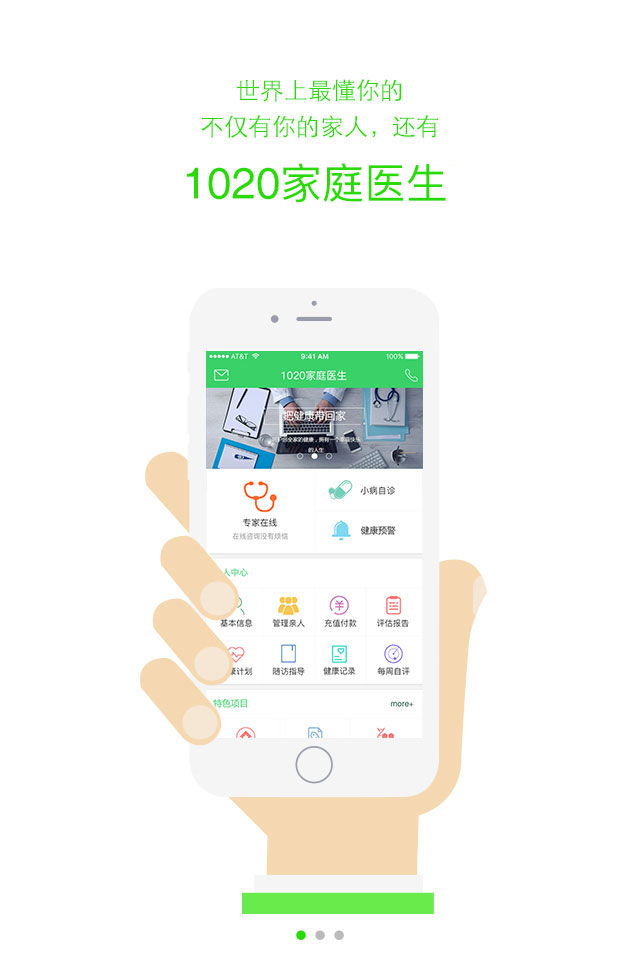 世界上最懂你的
不仅有你的家人，还有
1020家庭医生
AT&T 9:41 AM 100%
1020家庭医生
把健康带回家
的人生
专家在线
在线咨询没有烦恼
小病自诊
健康预警
人中心
基本信息 管理亲人 充值付款 评估报告
计划 随访指导 健康记录 每周自评
特色项目 more+